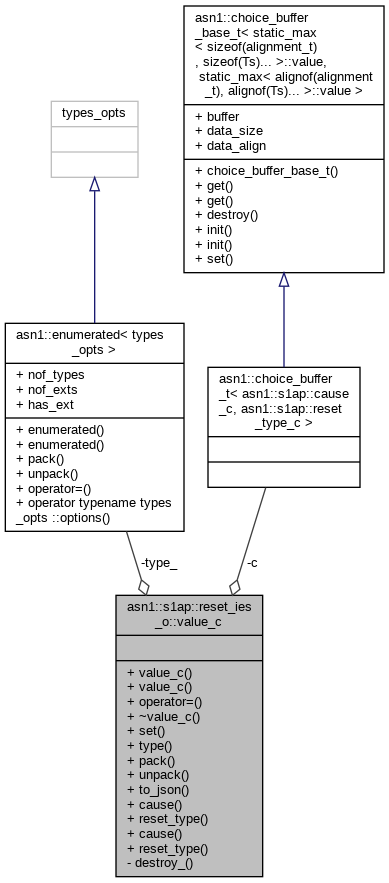 asn1::choice_buffer
_base_t< static_max
< sizeof(alignment_t)
, sizeof(Ts)... >::value,
static_max< alignof(alignment
_t), alignof(Ts)... >::value >
+ buffer
+ data_size
+ data_align
+ choice_buffer_base_t()
+ get()
+ get()
+ destroy()
+ init()
+ init()
+ set()
types_opts
asn1::enumerated< types
_opts >
+ nof_types
+ nof_exts
+ has_ext
+ enumerated()
+ enumerated()
+ pack()
+ unpack()
+ operator=()
+ operator typename types
_opts ::options()
asn1::choice_buffer
_t< asn1::s1ap::cause
_c, asn1::s1ap::reset
_type_c >
-type_
-c
asn1::s1ap::reset_ies
_o::value_c
+ value_c()
+ value_c()
+ operator=()
+ ~value_c()
+ set()
+ type()
+ pack()
+ unpack()
+ to_json()
+ cause()
+ reset_type()
+ cause()
+ reset_type()
- destroy_()